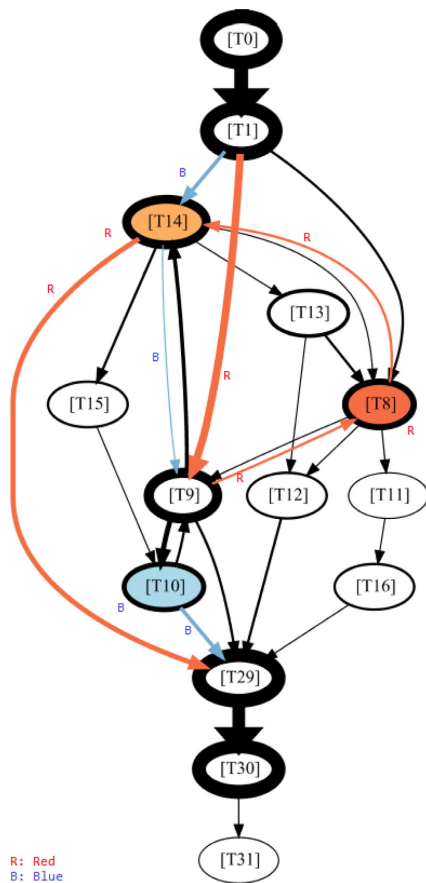 [T0]
[T1]
B
[T14]
R
R
[T13]
R
B
R
[T15]
[T8]
R
R
[T9]
[T12]
[T11]
[T10]
[T16]
B
B
[T29]
[T30]
[T31]
R: Red
B: Blue